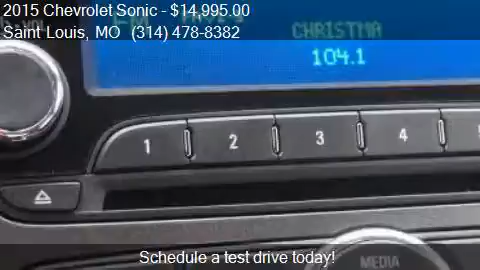 2015 Chevrolet Sonic - $14,995.00
Saint Louis, MO (314) 478-8382
FM
CHRISTMA
104.1
1 2 3 4
MEDIA
Schedule a test drive today!